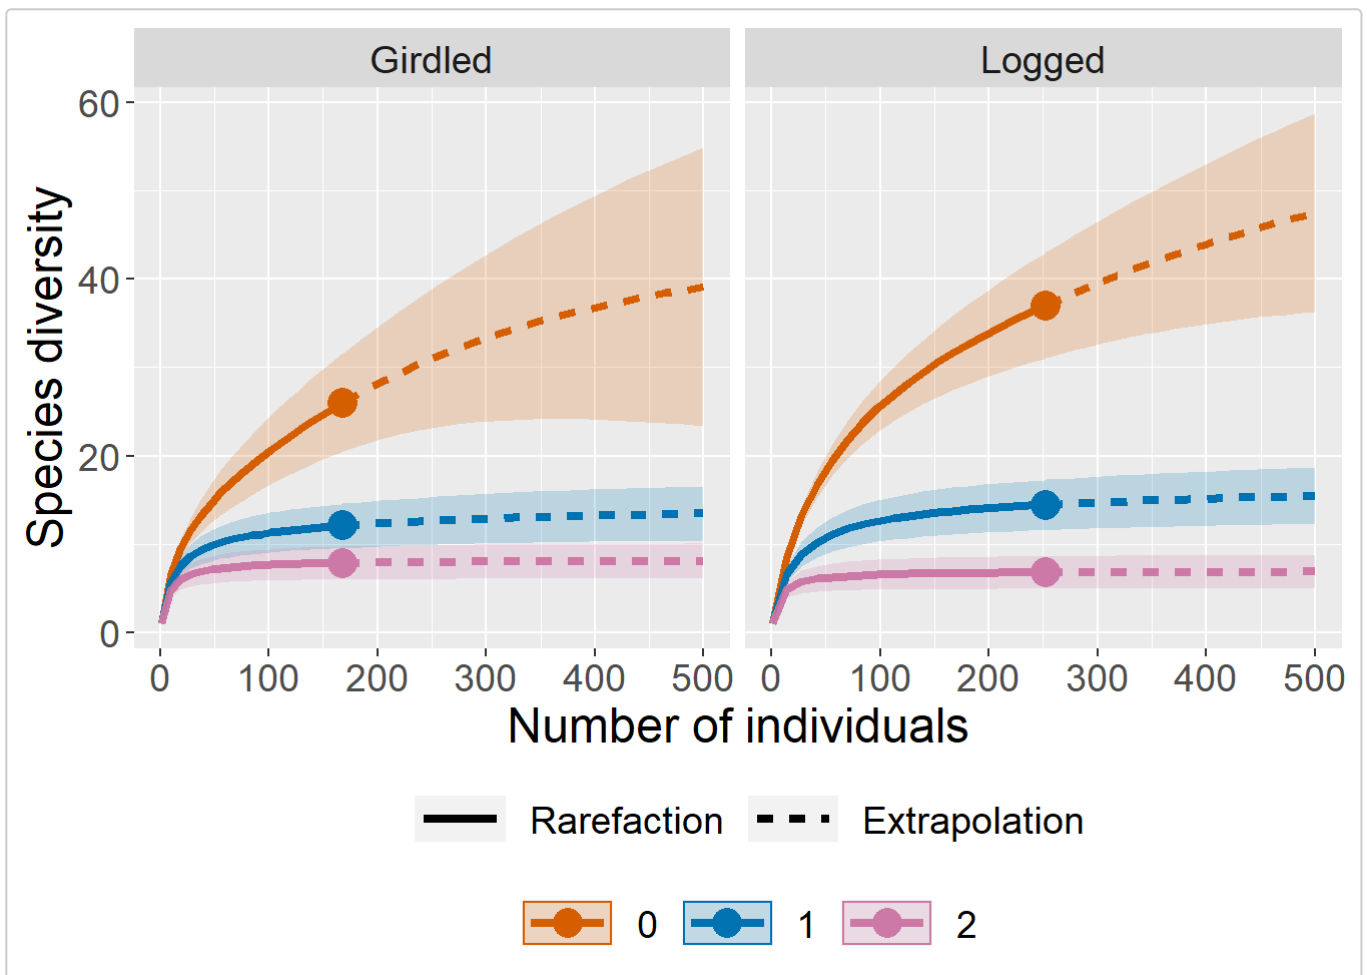 Girdled Logged
60
40
20
0
Species diversity
0 100 200 300 400 500 0 100 200 300 400 500
Number of individuals
Rarefaction Extrapolation
0 1 2